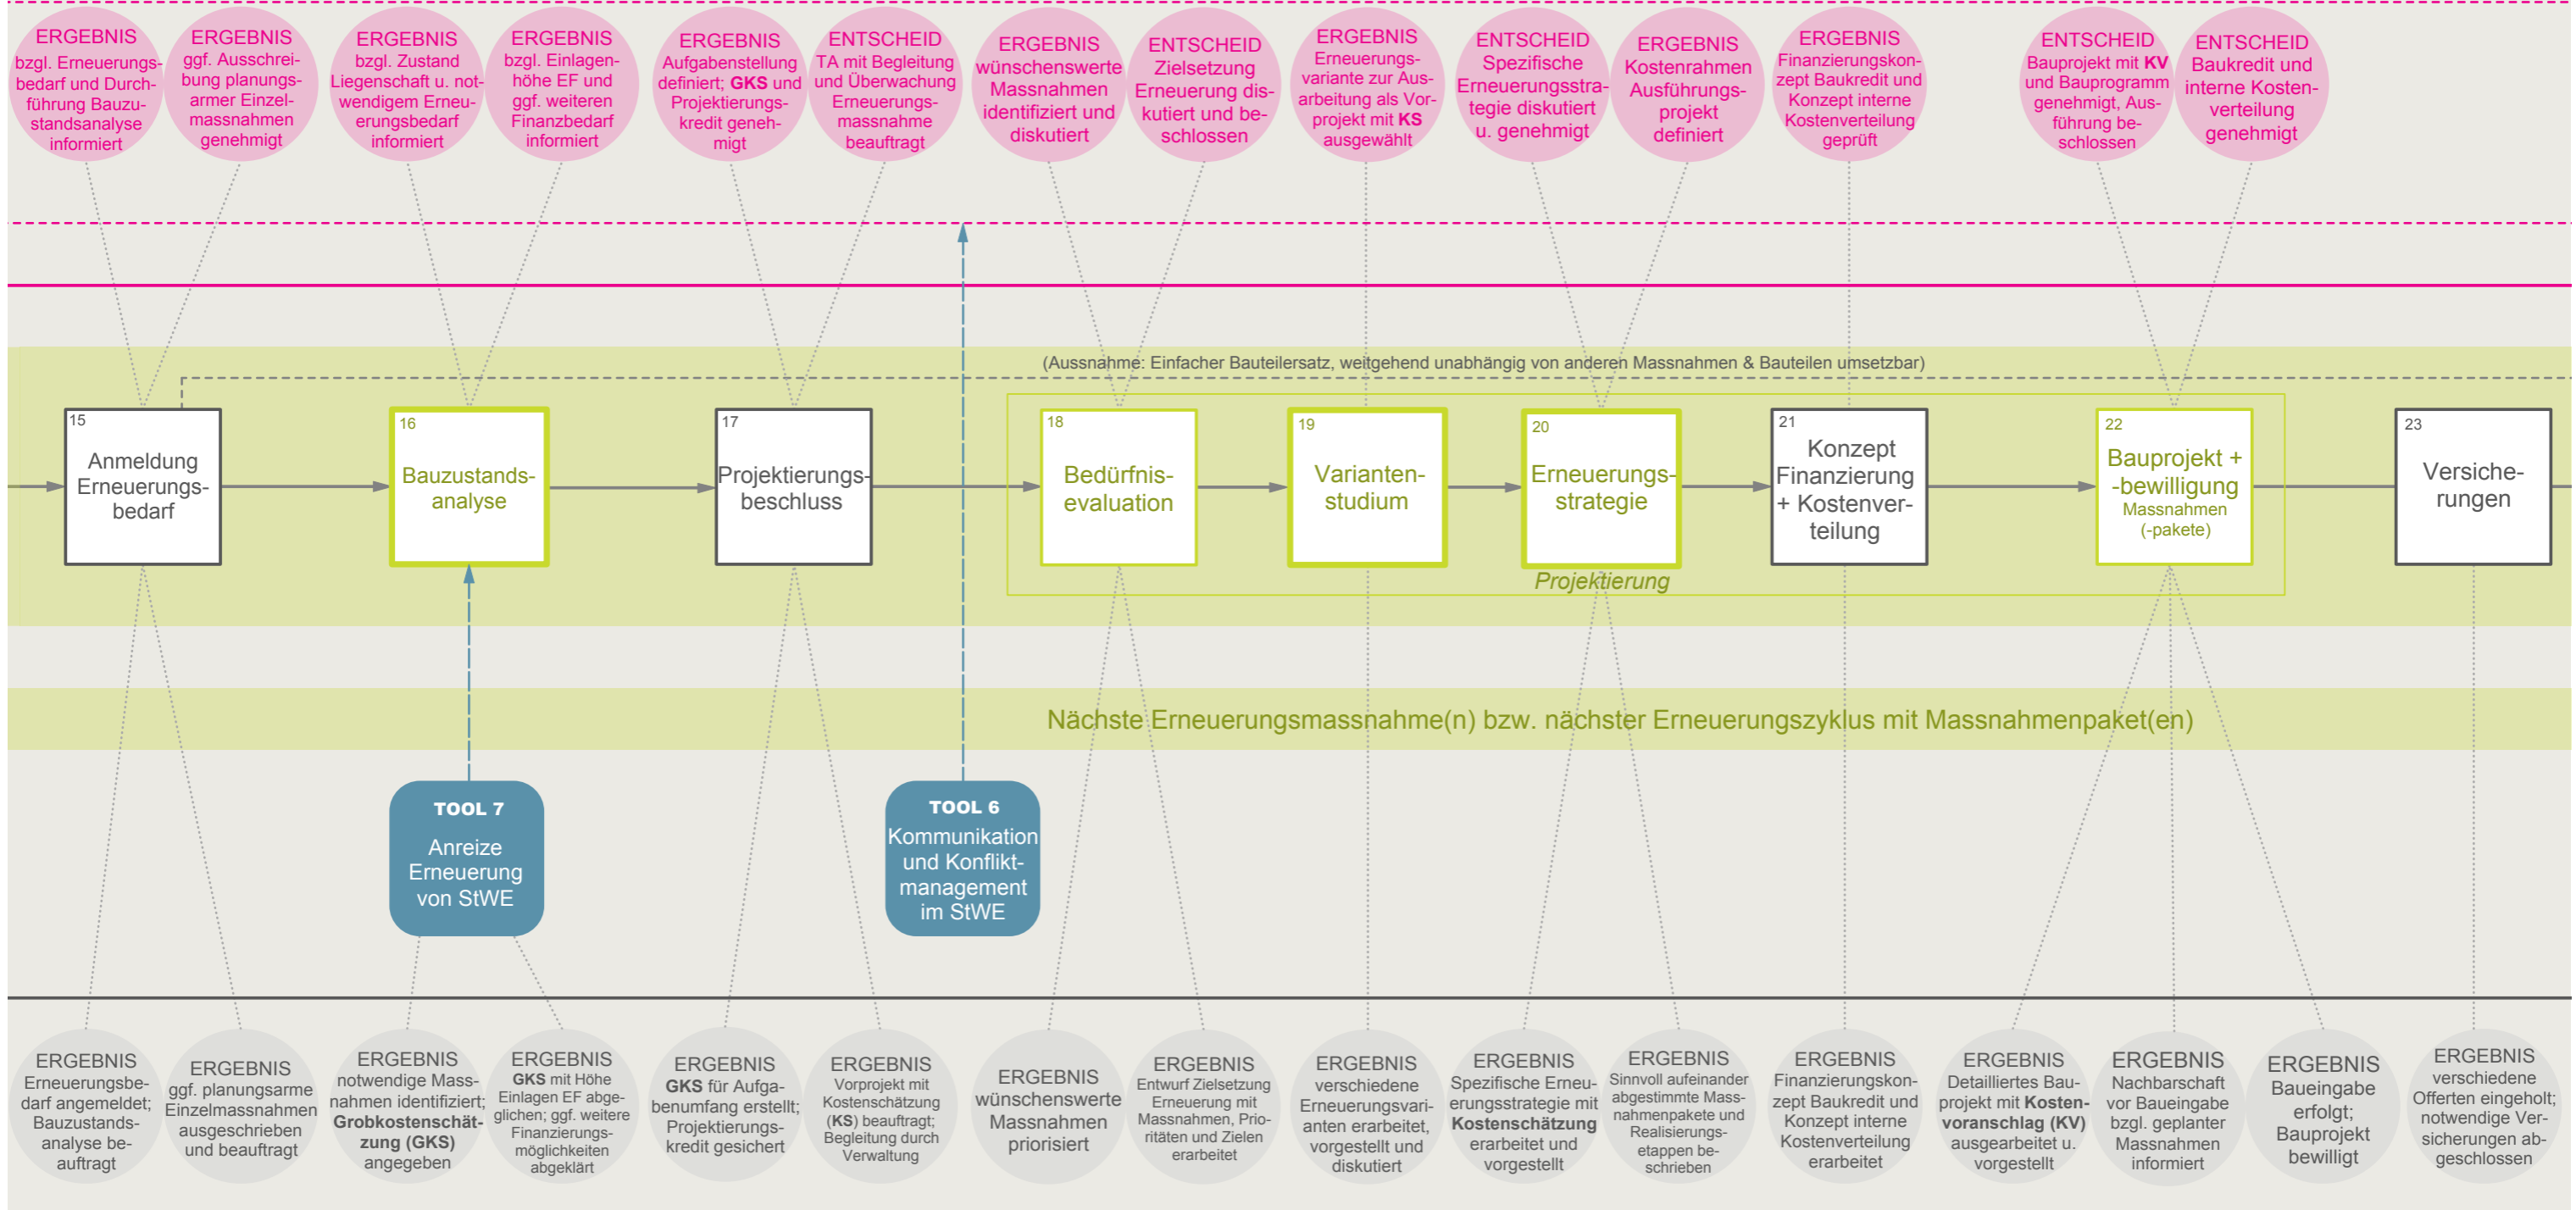 ERGEBNIS
bzgl. Erneuerungs-
bedarf und Durch-
führung Bauzu-
standsanalyse
informiert
ERGEBNIS
ggf. Ausschrei-
bung planungs-
armer Einzel-
massnahmen
genehmigt
ERGEBNIS
bzgl. Zustand
Liegenschaft u. not-
wendigem Erneu-
erungsbedarf
informiert
ERGEBNIS
bzgl. Einlagen-
höhe EF und
ggf. weiteren
Finanzbedarf
informiert
ERGEBNIS
Aufgabenstellung
definiert; GKS und
Projektierungs-
kredit geneh-
migt
ENTSCHEID
TA mit Begleitung
und Überwachung
Erneuerungs-
massnahme
beauftragt
ERGEBNIS
wünschenswerte
Massnahmen
identifiziert und
diskutiert
ENTSCHEID
Zielsetzung
Erneuerung dis-
kutiert und be-
schlossen
ERGEBNIS
Erneuerungs-
variante zur Aus-
arbeitung als Vor-
projekt mit KS
ausgewählt
ENTSCHEID
Spezifische
Erneuerungsstra-
tegie diskutiert
u. genehmigt
ERGEBNIS
Kostenrahmen
Ausführungs-
projekt
definiert
ERGEBNIS
Finanzierungskon-
zept Baukredit und
Konzept interne
Kostenverteilung
geprüft
ENTSCHEID
Bauprojekt mit KV
und Bauprogramm
genehmigt, Aus-
führung be-
schlossen
ENTSCHEID
Baukredit und
interne Kosten-
verteilung
genehmigt
(Aussnahme: Einfacher Bauteilersatz, weitgehend unabhängig von anderen Massnahmen & Bauteilen umsetzbar)
15
Anmeldung
Erneuerungs-
bedarf
16
Bauzustands-
analyse
17
Projektierungs-
beschluss
18
Bedürfnis-
evaluation
19
Varianten-
studium
20
Erneuerungs-
strategie
21
Konzept
Finanzierung
+ Kostenver-
teilung
22
Bauprojekt +
-bewilligung
Massnahmen
(-pakete)
23
Versiche-
rungen
Projektierung
Nächste Erneuerungsmassnahme(n) bzw. nächster Erneuerungszyklus mit Massnahmenpaket(en)
TOOL 7
Anreize
Erneuerung
von StWE
TOOL 6
Kommunikation
und Konflikt-
management
im StWE
ERGEBNIS
Erneuerungsbe-
darf angemeldet;
Bauzustands-
analyse be-
auftragt
ERGEBNIS
ggf. planungsarme
Einzelmassnahmen
ausgeschrieben
und beauftragt
ERGEBNIS
notwendige Mass-
nahmen identifiziert;
Grobkostenschät-
zung (GKS)
angegeben
ERGEBNIS
GKS mit Höhe
Einlagen EF abge-
glichen; ggf. weitere
Finanzierungs-
möglichkeiten
abgeklärt
ERGEBNIS
GKS für Aufga-
benumfang erstellt;
Projektierungs-
kredit gesichert
ERGEBNIS
Vorprojekt mit
Kostenschätzung
(KS) beauftragt;
Begleitung durch
Verwaltung
ERGEBNIS
wünschenswerte
Massnahmen
priorisiert
ERGEBNIS
Entwurf Zielsetzung
Erneuerung mit
Massnahmen, Prio-
ritäten und Zielen
erarbeitet
ERGEBNIS
verschiedene
Erneuerungsvari-
anten erarbeitet,
vorgestellt und
diskutiert
ERGEBNIS
Spezifische Erneu-
erungsstrategie mit
Kostenschätzung
erarbeitet und
vorgestellt
ERGEBNIS
Sinnvoll aufeinander
abgestimmte Mass-
nahmenpakete und
Realisierungs-
etappen be-
schrieben
ERGEBNIS
Finanzierungskon-
zept Baukredit und
Konzept interne
Kostenverteilung
erarbeitet
ERGEBNIS
Detailliertes Bau-
projekt mit Kosten-
voranschlag (KV)
ausgearbeitet u.
vorgestellt
ERGEBNIS
Nachbarschaft
vor Baueingabe
bzgl. geplanter
Massnahmen
informiert
ERGEBNIS
Baueingabe
erfolgt;
Bauprojekt
bewilligt
ERGEBNIS
verschiedene
Offerten eingeholt;
notwendige Ver-
sicherungen ab-
geschlossen